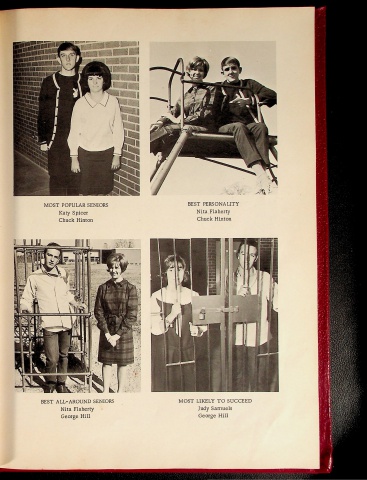 MOST POPULAR SENIORS
Katy Spicer
Chuck Hinton
BEST PERSONALITY
Nita Flaherty
Chuck Hinton
BEST ALL-AROUND SENIORS
Nita Flaherty
George Hill
MOST LIKELY TO SUCCEED
Judy Samuels
George Hill